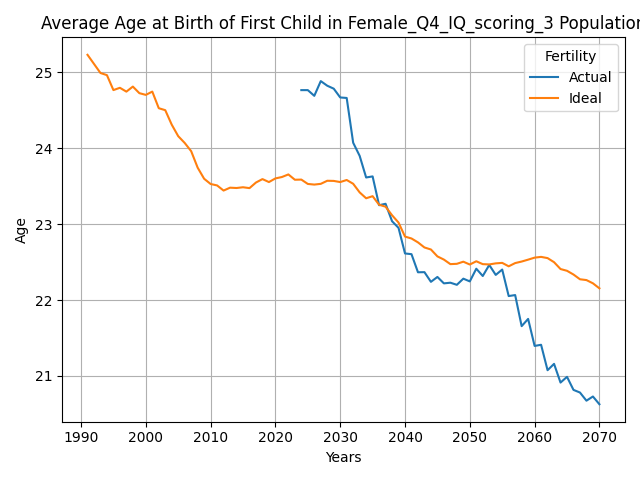 Average Age at Birth of First Child in Female_Q4_IQ_scoring_3 Population
Fertility
Actual
Ideal
25
24
23
22
21
Age
1990 2000 2010 2020 2030 2040 2050 2060 2070
Years